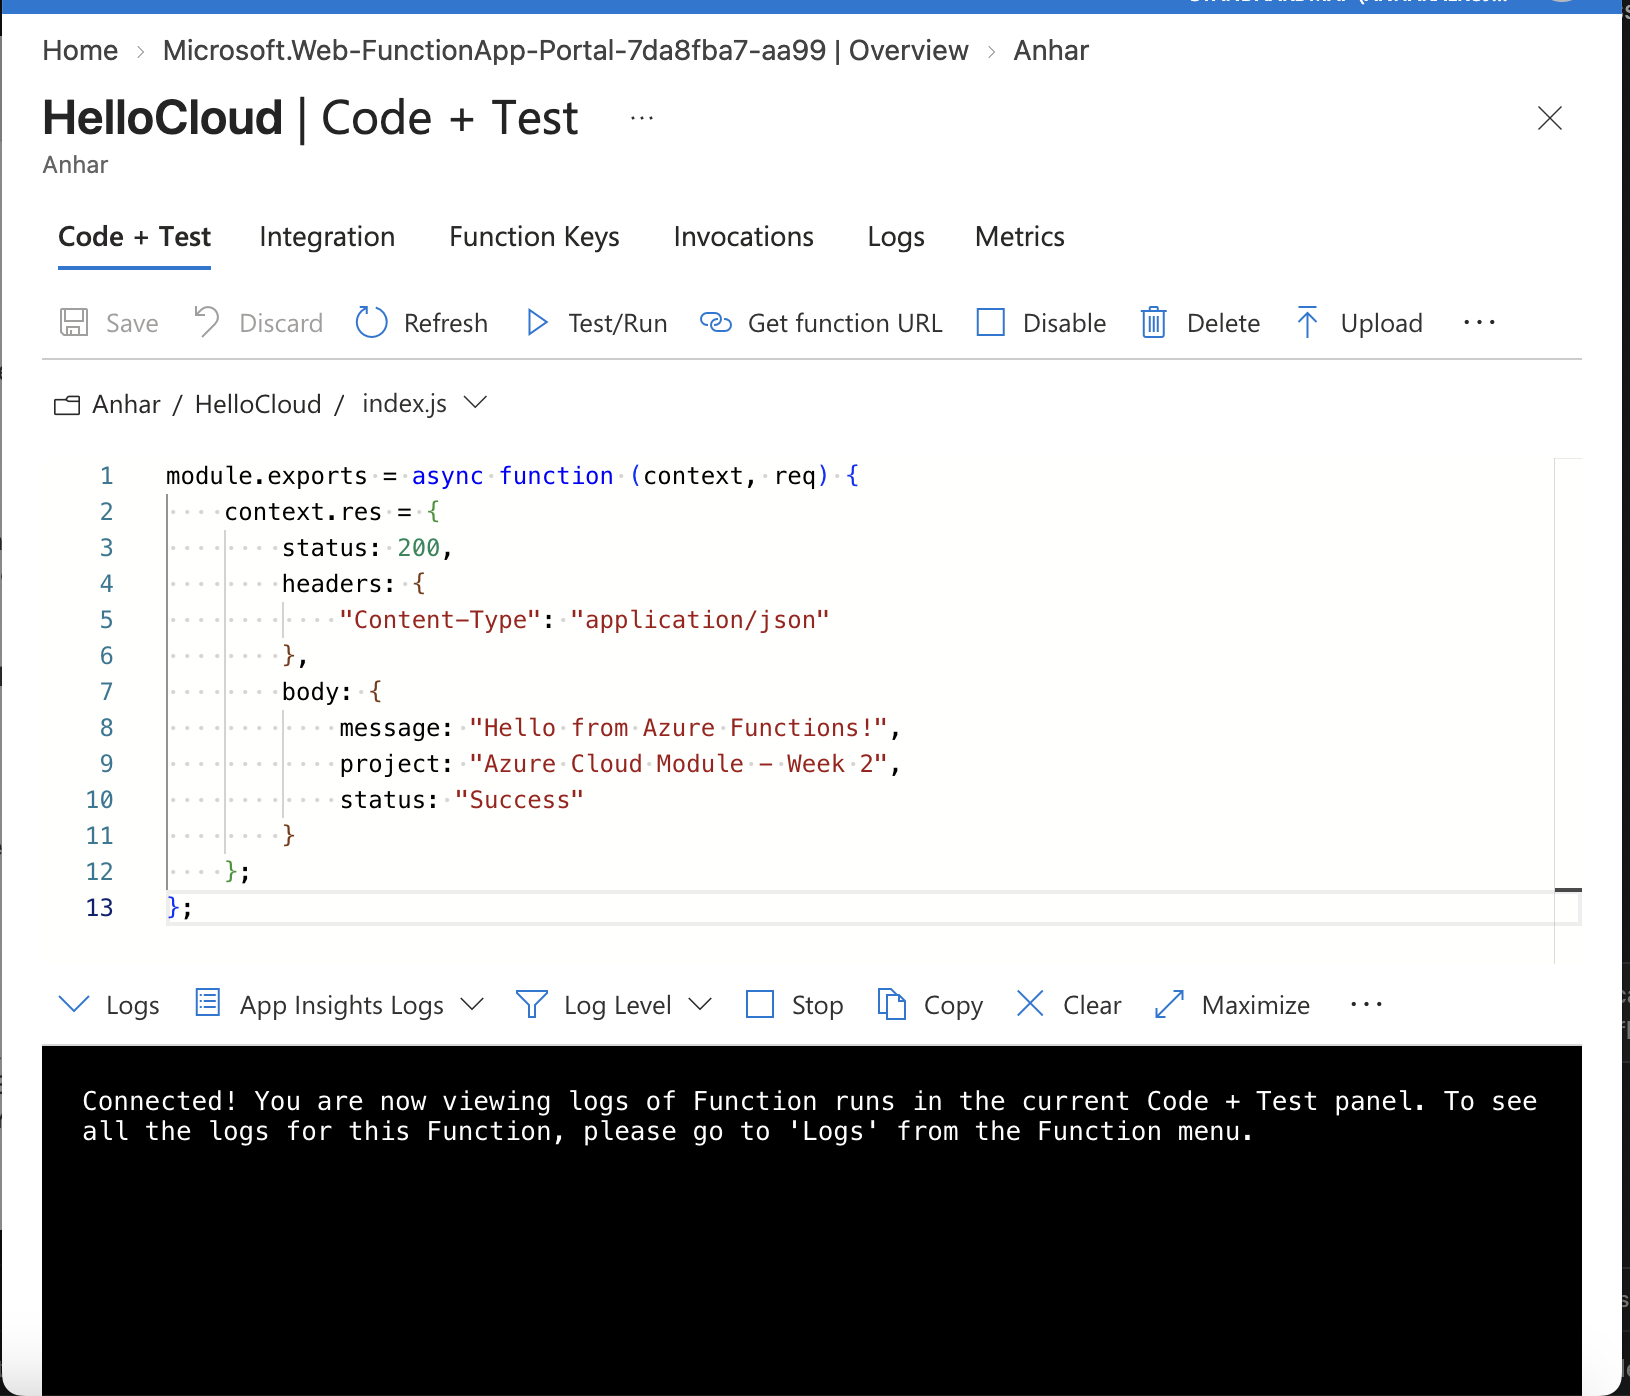 Home > Microsoft.Web-FunctionApp-Portal-7da8fba7-aa99 | Overview > Anhar
HelloCloud | Code + Test ...
Anhar
Code + Test Integration Function Keys Invocations Logs Metrics
Save Discard Refresh Test/Run Get function URL Disable Delete Upload ...
Anhar / HelloCloud / index.js
1 module.exports = async function (context, req) {
2     context.res = {
3         status: 200,
4         headers: {
5             "Content-Type": "application/json"
6         },
7         body: {
8             message: "Hello from Azure Functions!",
9             project: "Azure Cloud Module - Week 2",
10             status: "Success"
11         }
12     };
13 };
Logs App Insights Logs Log Level Stop Copy Clear Maximize ...
Connected! You are now viewing logs of Function runs in the current Code + Test panel. To see
all the logs for this Function, please go to 'Logs' from the Function menu.